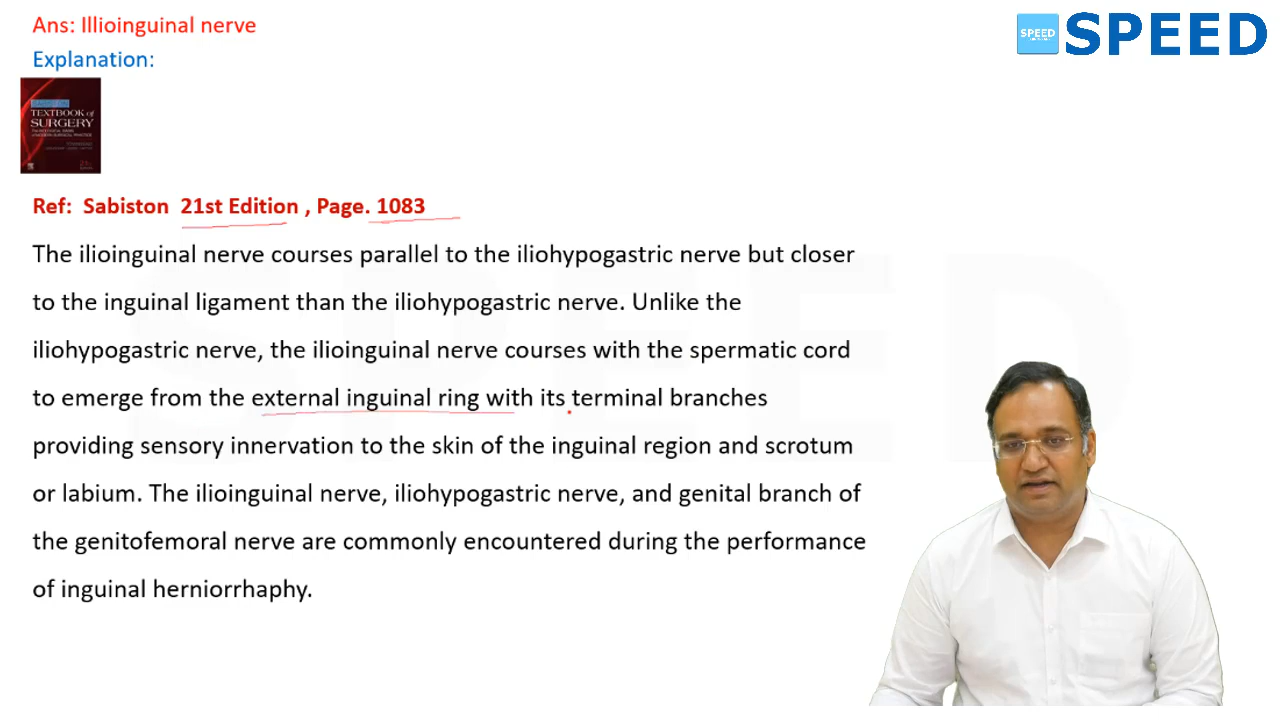 Ans: Illioinguinal nerve
SPEED
SPEED
Explanation:
TEXTBOOK of
SURGERY
Ref: Sabiston 21st Edition , Page. 1083
The ilioinguinal nerve courses parallel to the iliohypogastric nerve but closer
to the inguinal ligament than the iliohypogastric nerve. Unlike the
iliohypogastric nerve, the ilioinguinal nerve courses with the spermatic cord
to emerge from the external inguinal ring with its terminal branches
providing sensory innervation to the skin of the inguinal region and scrotum
or labium. The ilioinguinal nerve, iliohypogastric nerve, and genital branch of
the genitofemoral nerve are commonly encountered during the performance
of inguinal herniorrhaphy.